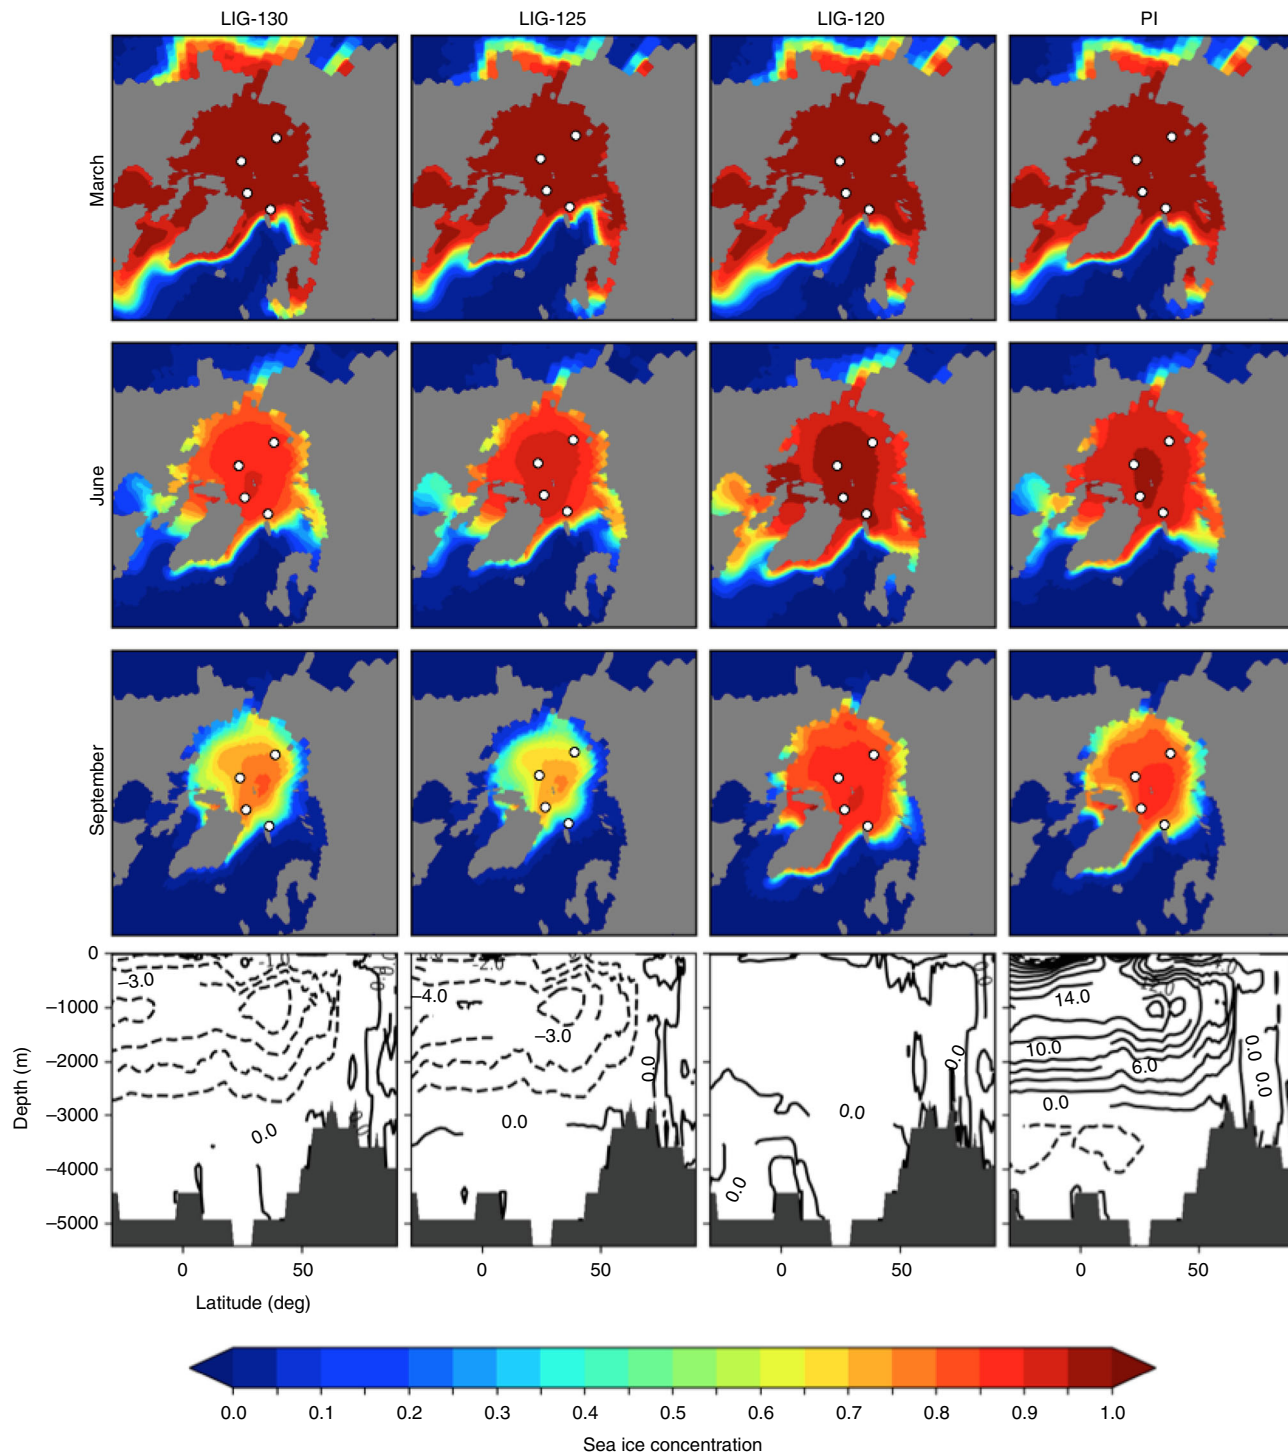 LIG-130 LIG-125 LIG-120 PI
March
June
September
Depth (m)
0
–1000
–2000
–3000
–4000
–5000
–3.0
0.0
-2.0
–4.0
–3.0
0.0
0.0
0.0
0.0
0.0
14.0
10.0
6.0
0.0
0.0
0.0
0 50 0 50 0 50 0 50
Latitude (deg)
0.0 0.1 0.2 0.3 0.4 0.5 0.6 0.7 0.8 0.9 1.0
Sea ice concentration